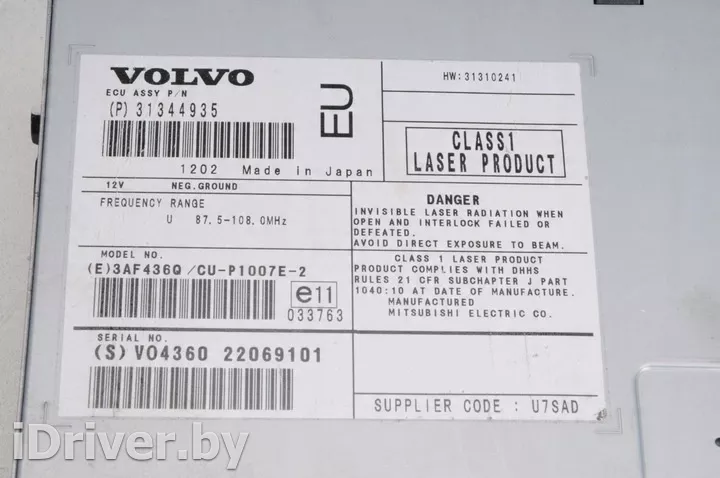 VOLVO
ECU ASSY P/N
(P) 31344935
EU
1202 Made in Japan
HW:31310241
CLASS1
LASER PRODUCT
12V NEG.GROUND
FREQUENCY RANGE
U 87.5-108.0MHz
MODEL NO.
(E)3AF436Q/CU-P1007E-2
e11
033763
SERIAL NO.
(S) VO4360 22069101
DANGER
INVISIBLE LASER RADIATION WHEN
OPEN AND INTERLOCK FAILED OR
DEFEATED.
AVOID DIRECT EXPOSURE TO BEAM.
CLASS 1 LASER PRODUCT
PRODUCT COMPLIES WITH DHHS
RULES 21 CFR SUBCHAPTER J PART
1040:10 AT DATE OF MANUFACTURE.
MANUFACTURED
MITSUBISHI ELECTRIC CO.
SUPPLIER CODE : U7SAD
iDriver.by